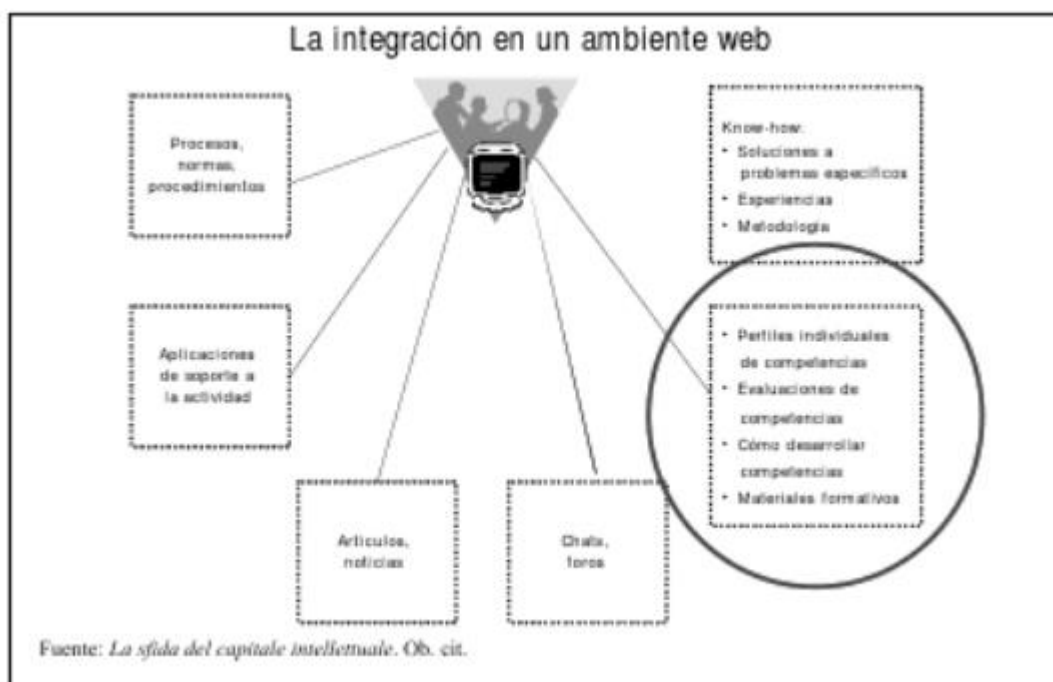 La integración en un ambiente web
Procesos,
normas,
procedimientos
Know-how:
• Soluciones a
problemas específicos
• Experiencias
• Metodología
Aplicaciones
de soporte a
la actividad
• Perfiles individuales
de competencias
• Evaluaciones de
competencias
• Cómo desarrollar
competencias
• Materiales formativos
Artículos,
noticias
Chats,
foros
Fuente: La sfida del capitale intellettuale. Ob. cit.